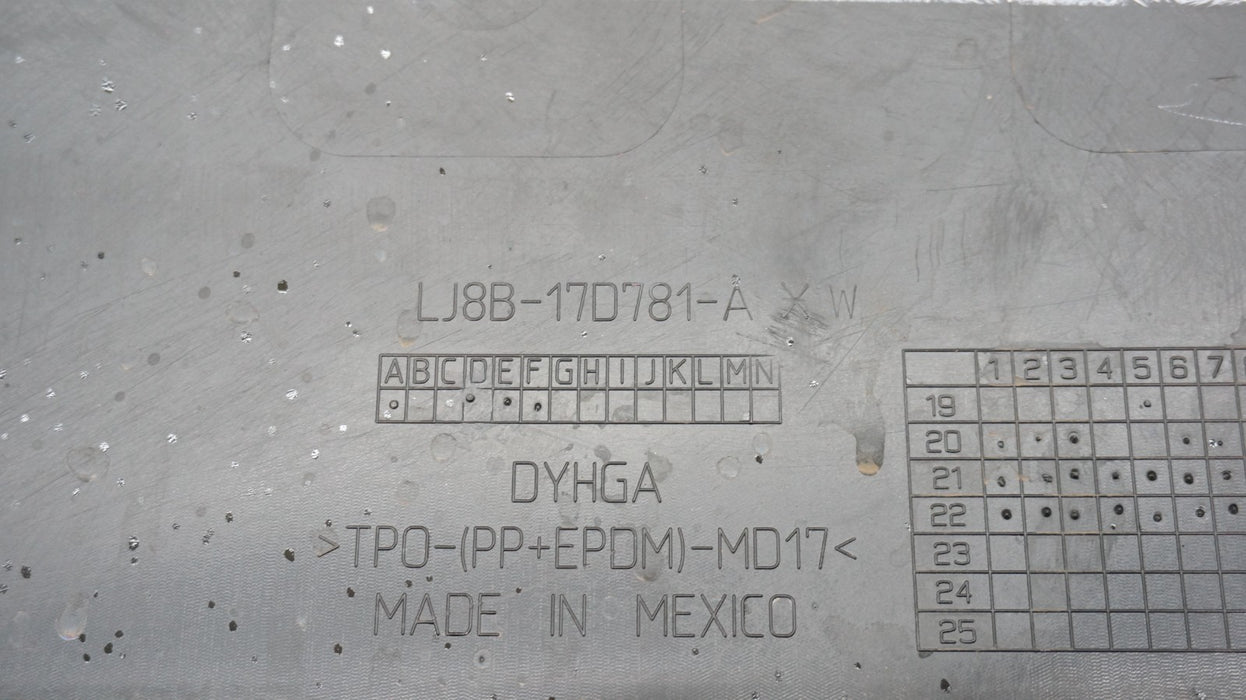 LJ8B-17D781-A X W
A B C D E F G H I J K L M N
1 2 3 4 5 6 7
19
20
21
22
23
24
25
DYHGA
>TPO-(PP+EPDM)-MD17<
MADE IN MEXICO